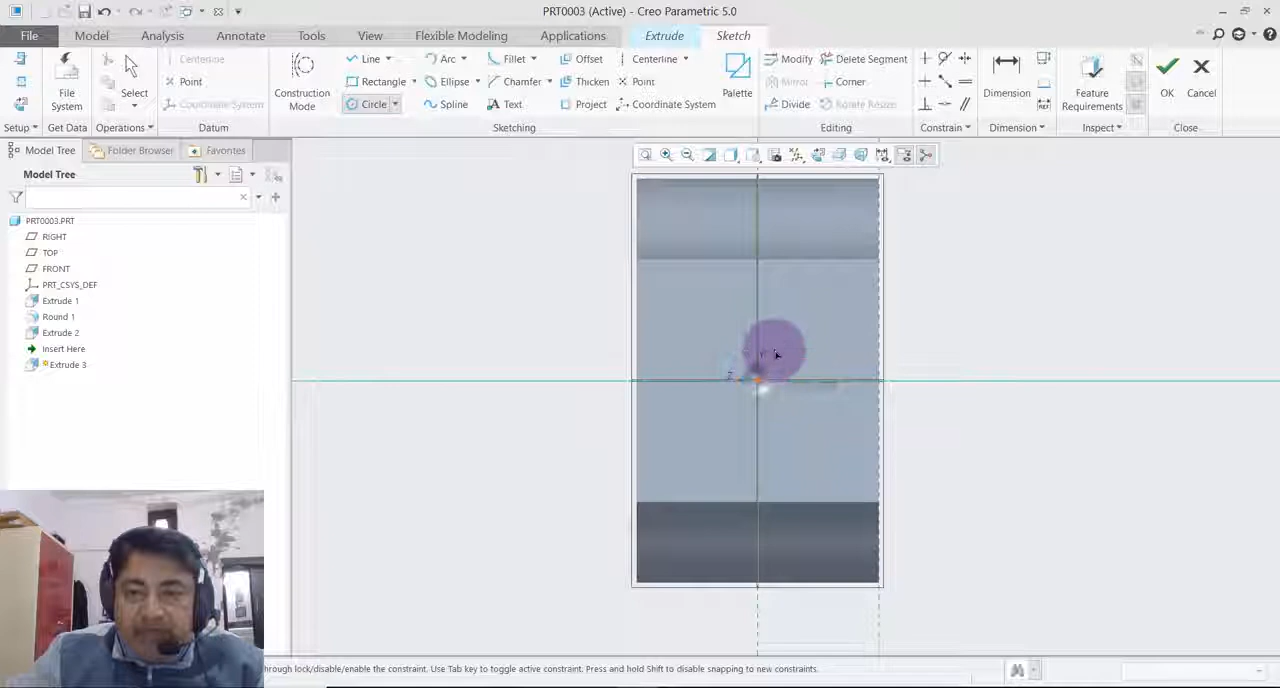 PRT0003 (Active) - Creo Parametric 5.0
File Model Analysis Annotate Tools View Flexible Modeling Applications Extrude Sketch
Centerline Line Arc Fillet Offset Centerline Modify Delete Segment
Point Rectangle Ellipse Chamfer Thicken Point Mirror Corner
Coordinate System Circle Spline Text Project Coordinate System Divide Rotate Resize
File System Select Construction Mode Palette Dimension Feature Requirements OK Cancel
Setup Get Data Operations Datum Sketching Editing Constrain Dimension Inspect Close
Model Tree Folder Browser Favorites
Model Tree
PRT0003.PRT
RIGHT
TOP
FRONT
PRT_CSYS_DEF
Extrude 1
Round 1
Extrude 2
Insert Here
Extrude 3
through lock/disable/enable the constraint. Use Tab key to toggle active constraint. Press and hold Shift to disable snapping to new constraints.